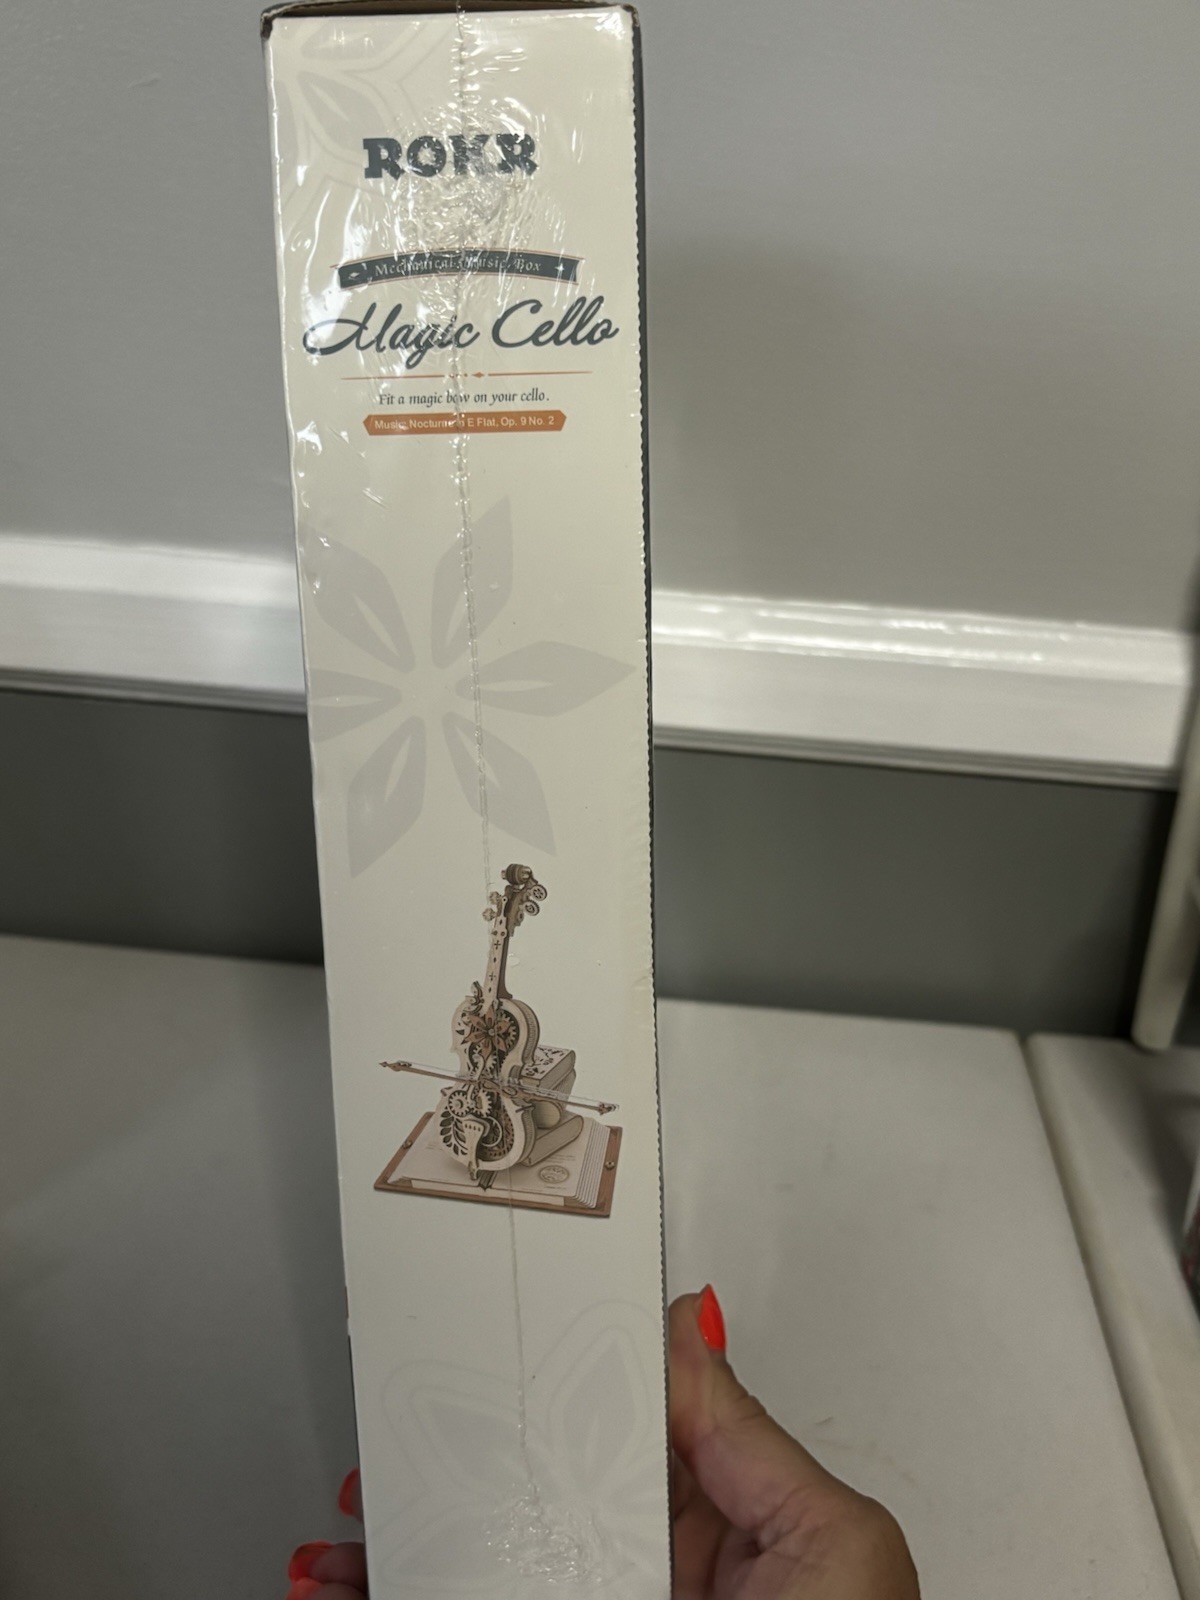 ROKR
Mechanical Music Box
Magic Cello
Fit a magic bow on your cello.
Music: Nocturne in E Flat, Op. 9 No. 2